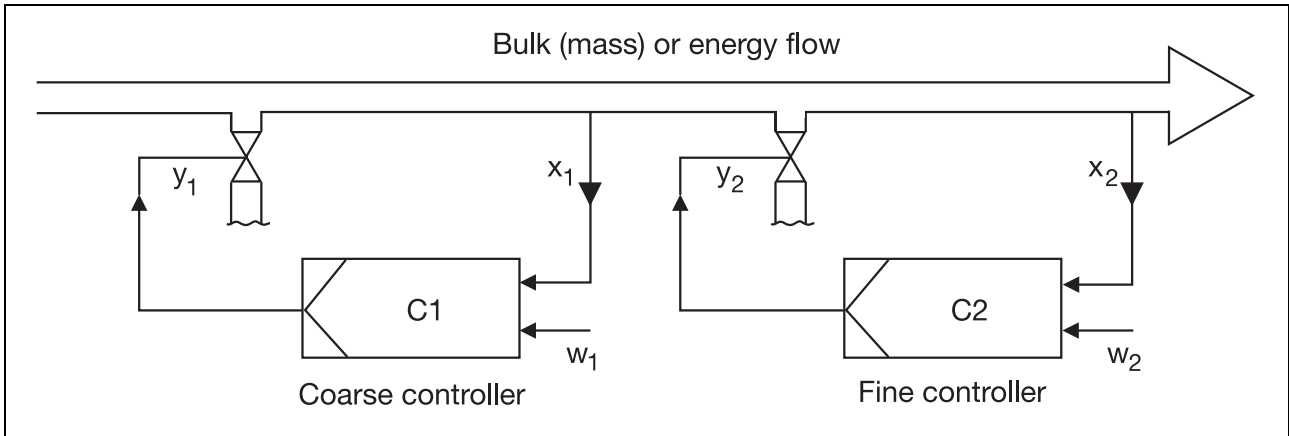 Bulk (mass) or energy flow
y₁
x₁
y₂
x₂
C1
C2
w₁
w₂
Coarse controller
Fine controller